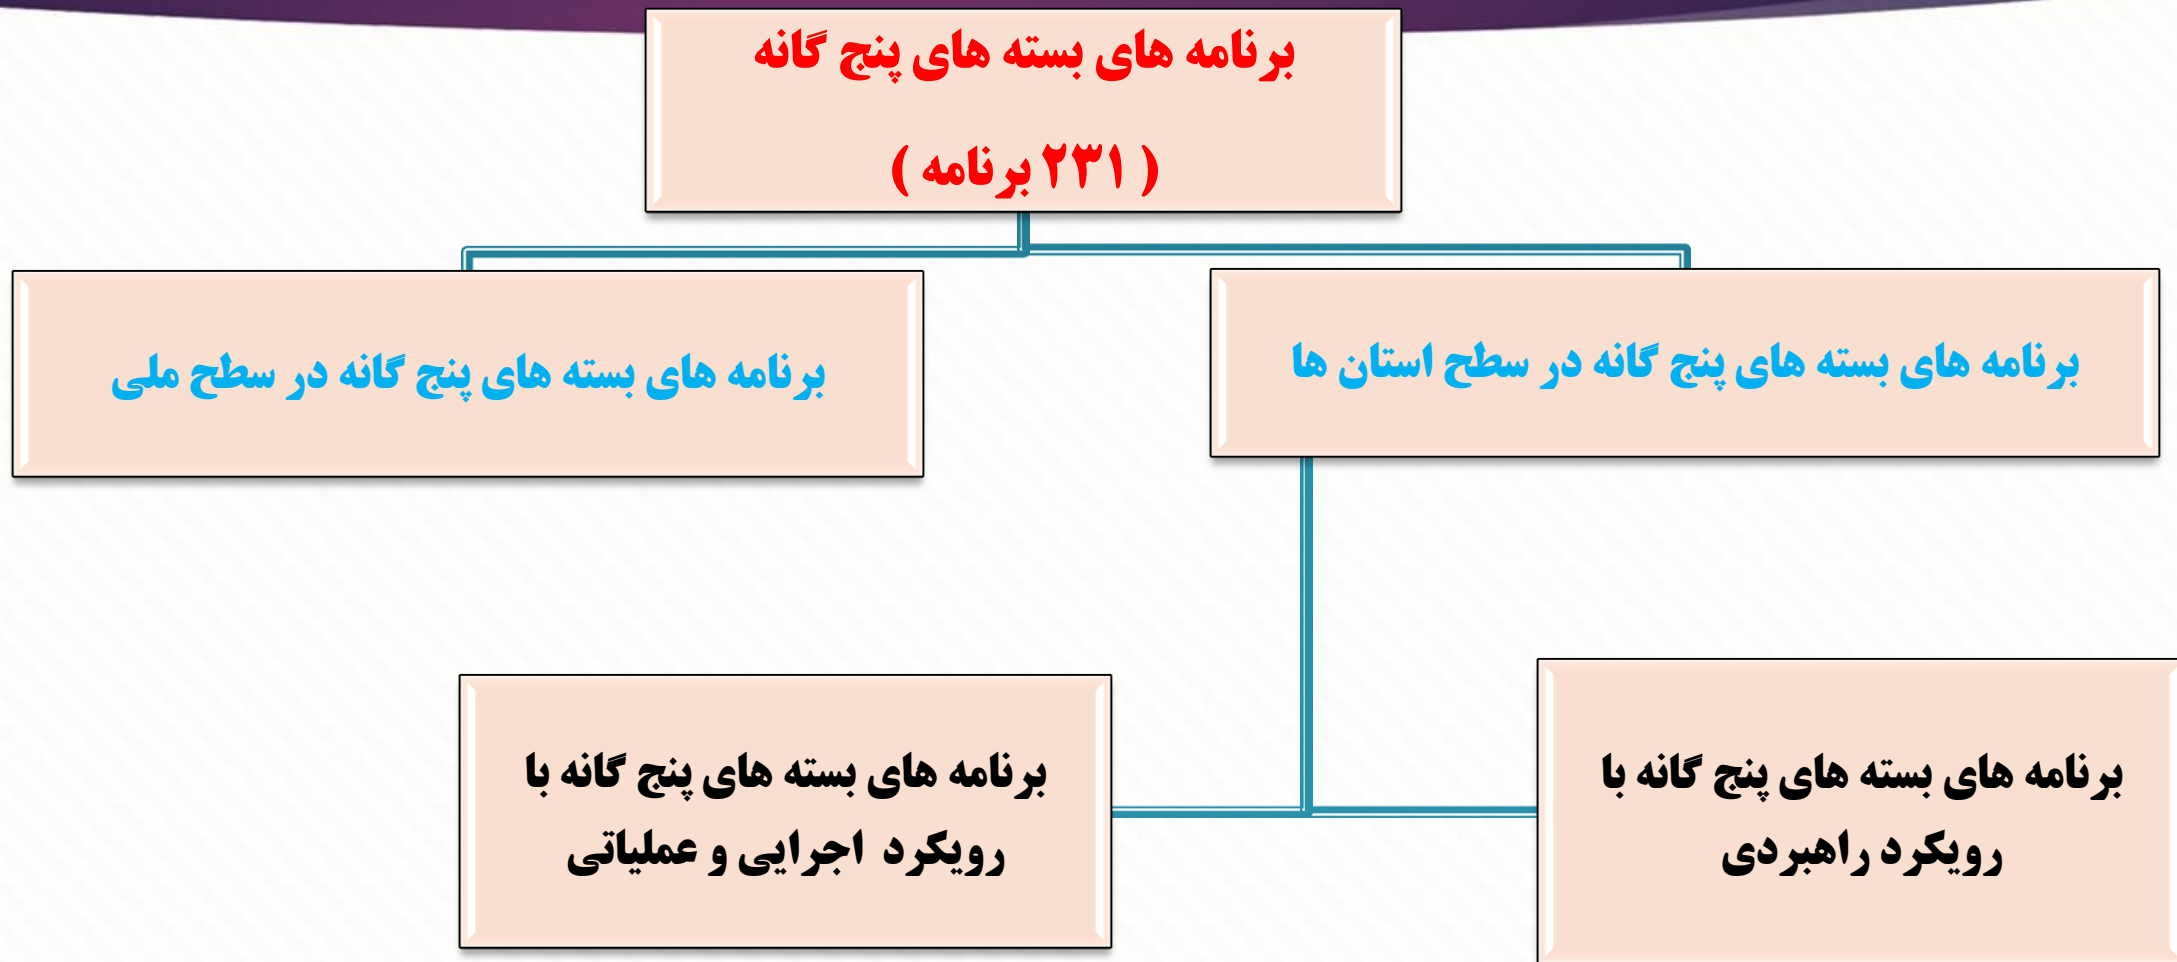 برنامه های بسته های پنج گانه
( ۲۳۱ برنامه )
برنامه های بسته های پنج گانه در سطح استان ها
برنامه های بسته های پنج گانه در سطح ملی
برنامه های بسته های پنج گانه با
رویکرد راهبردی
برنامه های بسته های پنج گانه با
رویکرد اجرایی و عملیاتی